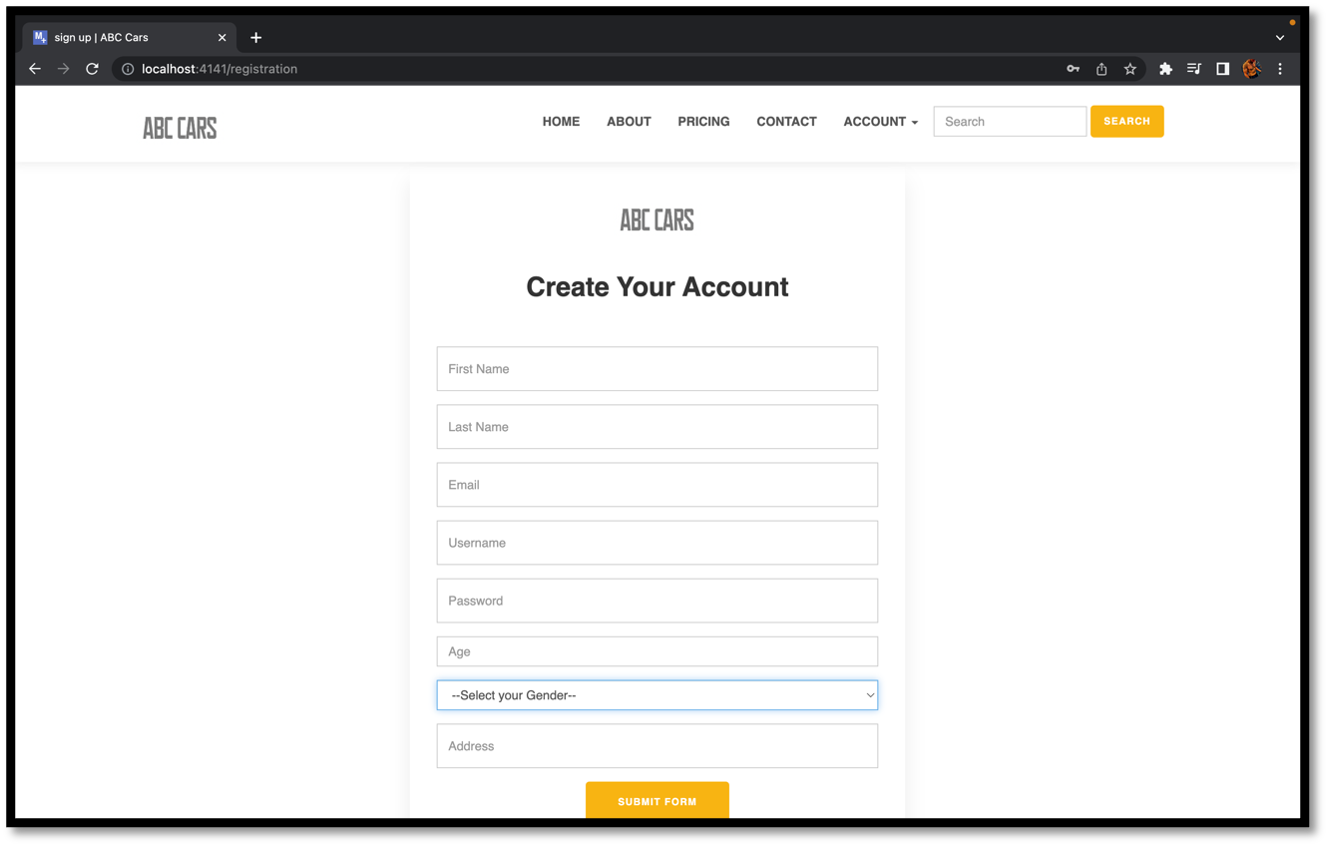 sign up | ABC Cars
localhost:4141/registration
ABC CARS
HOME ABOUT PRICING CONTACT ACCOUNT Search SEARCH
ABC CARS
Create Your Account
First Name
Last Name
Email
Username
Password
Age
--Select your Gender--
Address
SUBMIT FORM